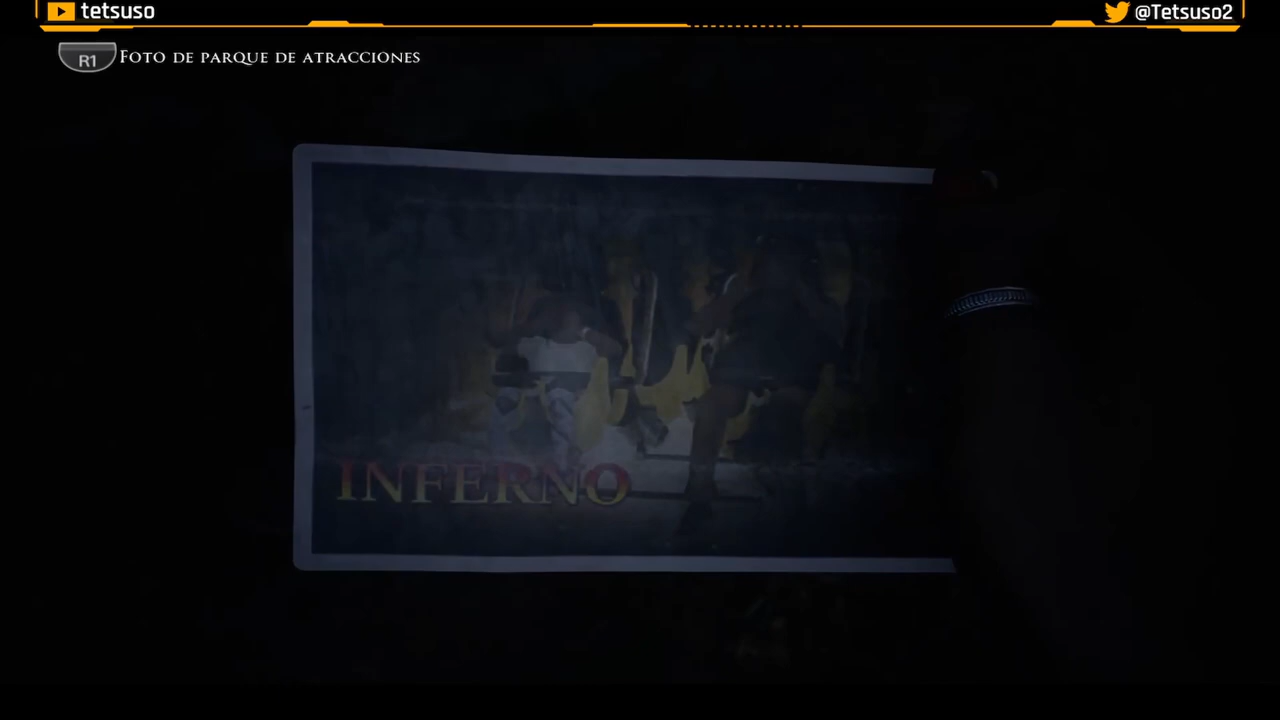 tetsuso
@Tetsuso2
R1
FOTO DE PARQUE DE ATRACCIONES
INFERNO